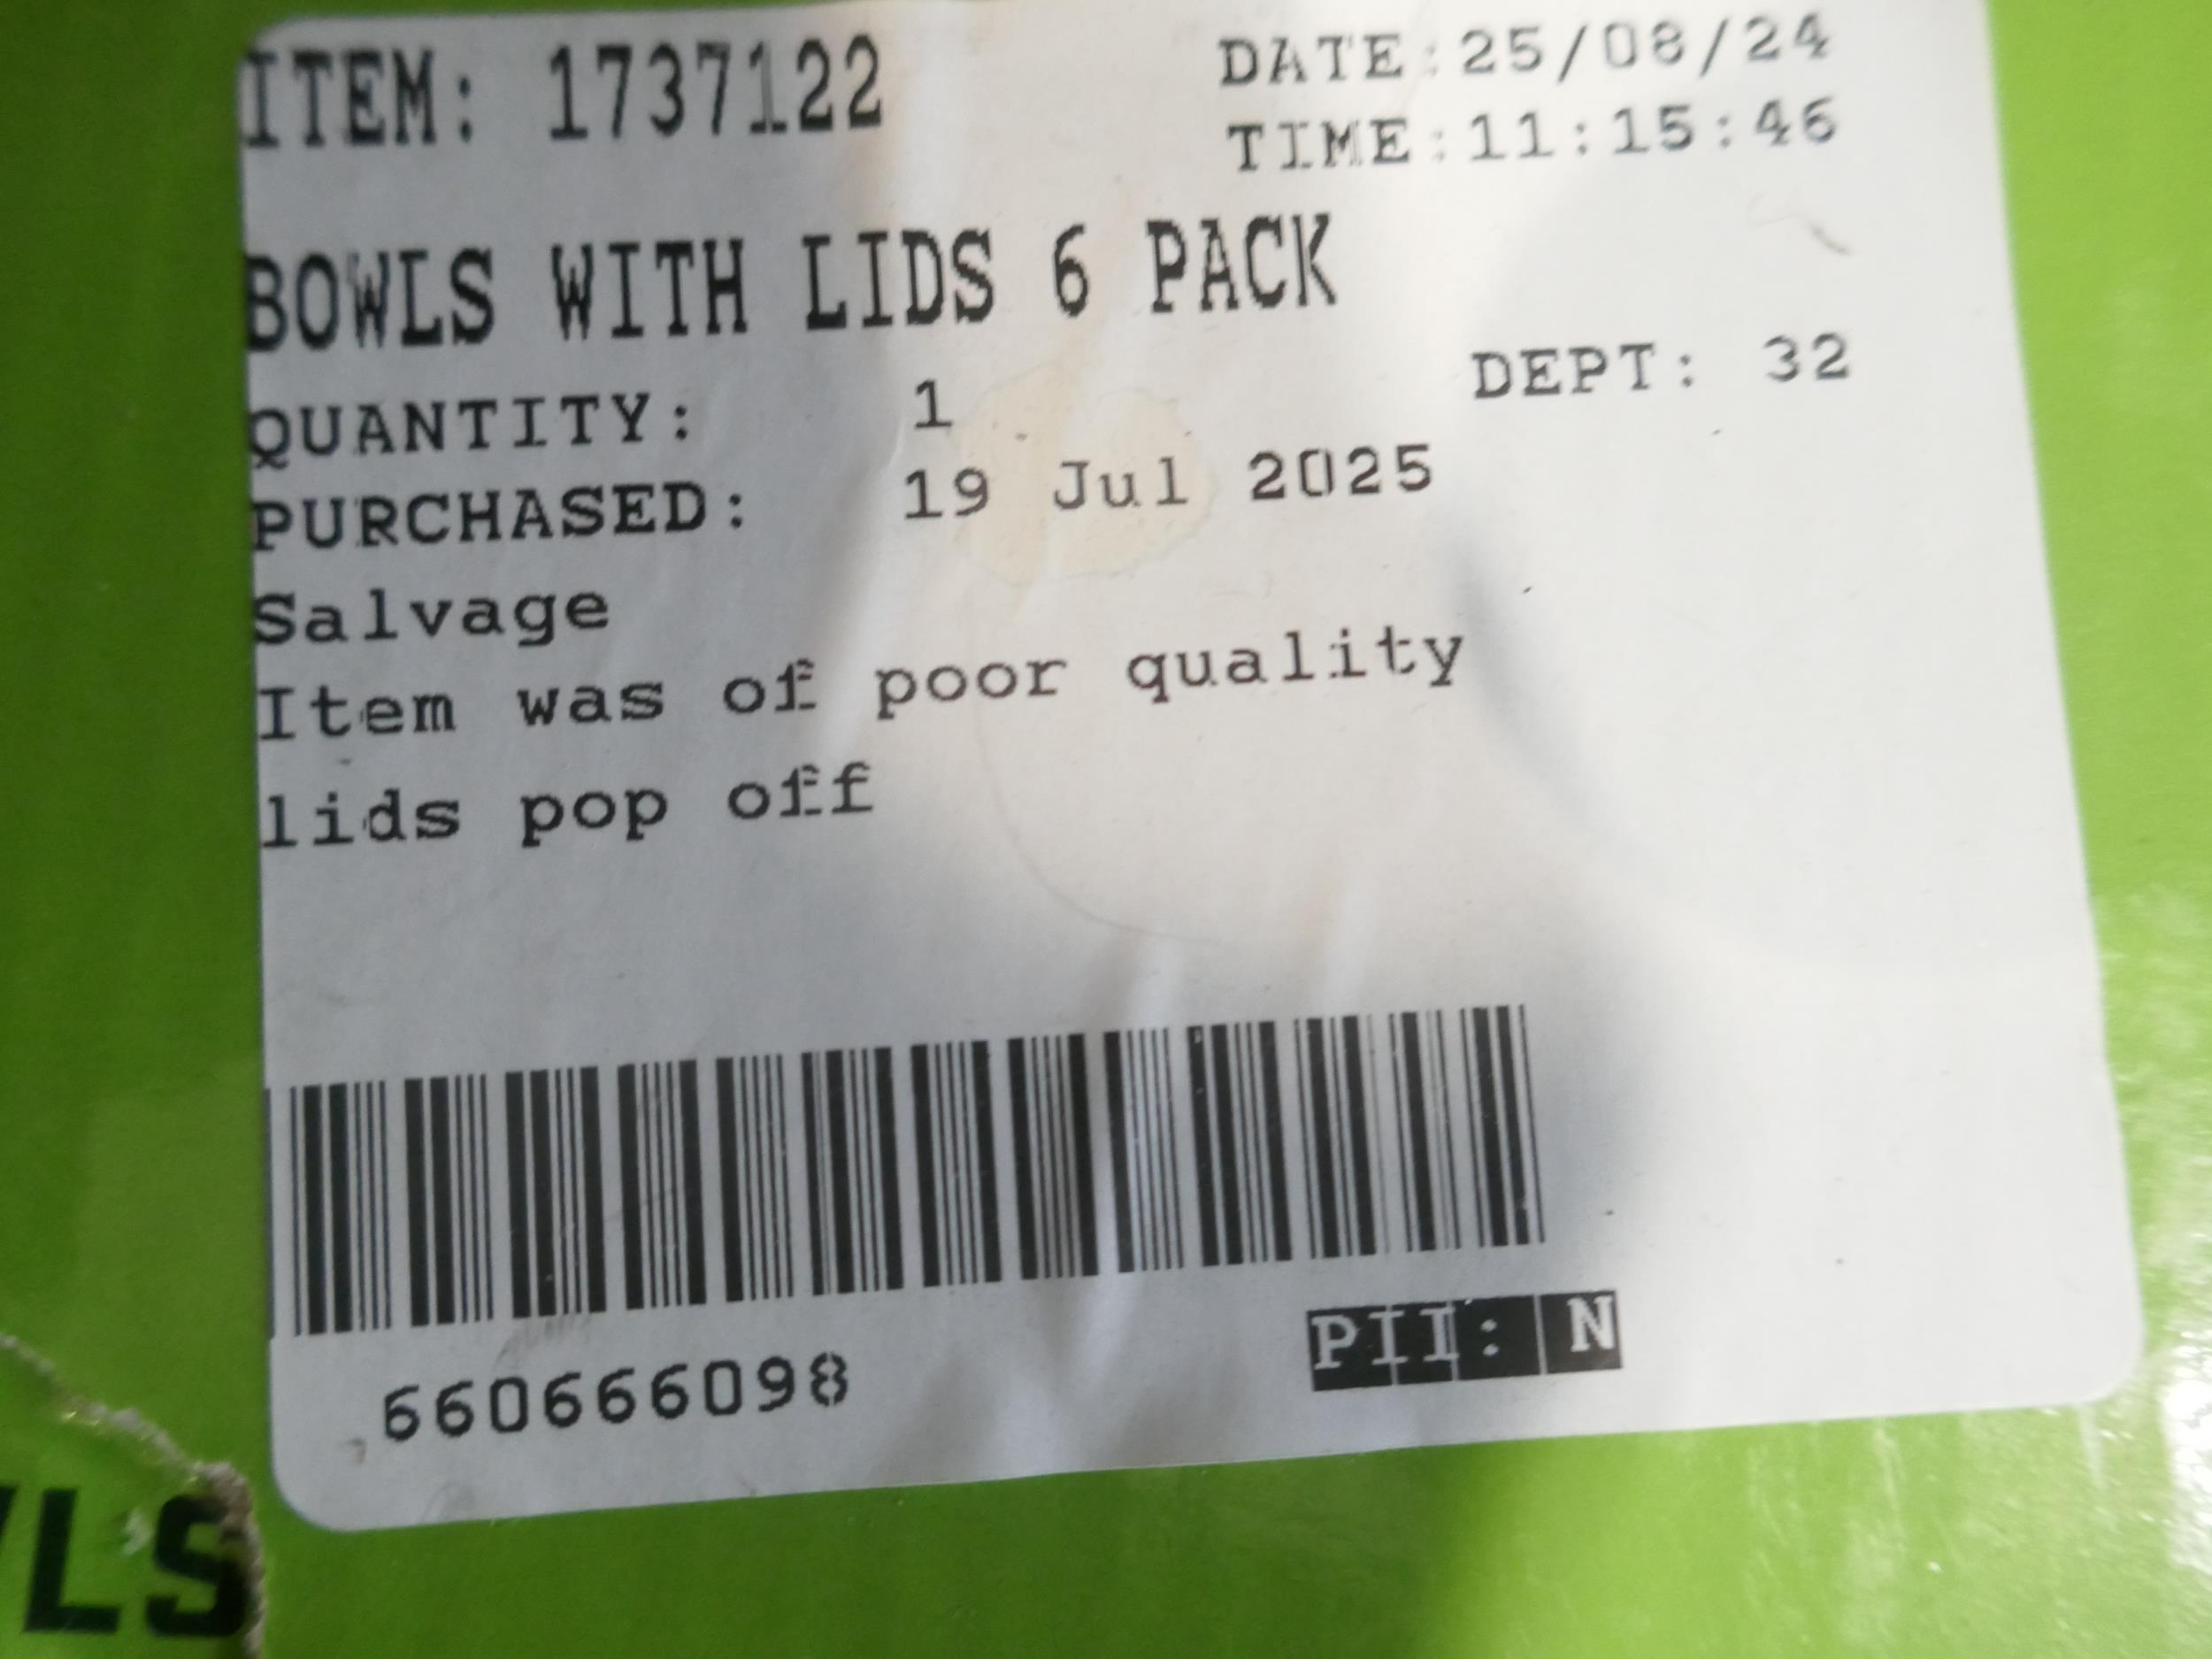 ITEM: 1737122
DATE:25/08/24
TIME:11:15:46
BOWLS WITH LIDS 6 PACK
QUANTITY: 1
DEPT: 32
PURCHASED: 19 Jul 2025
Salvage
Item was of poor quality
lids pop off
660666098
PII: N